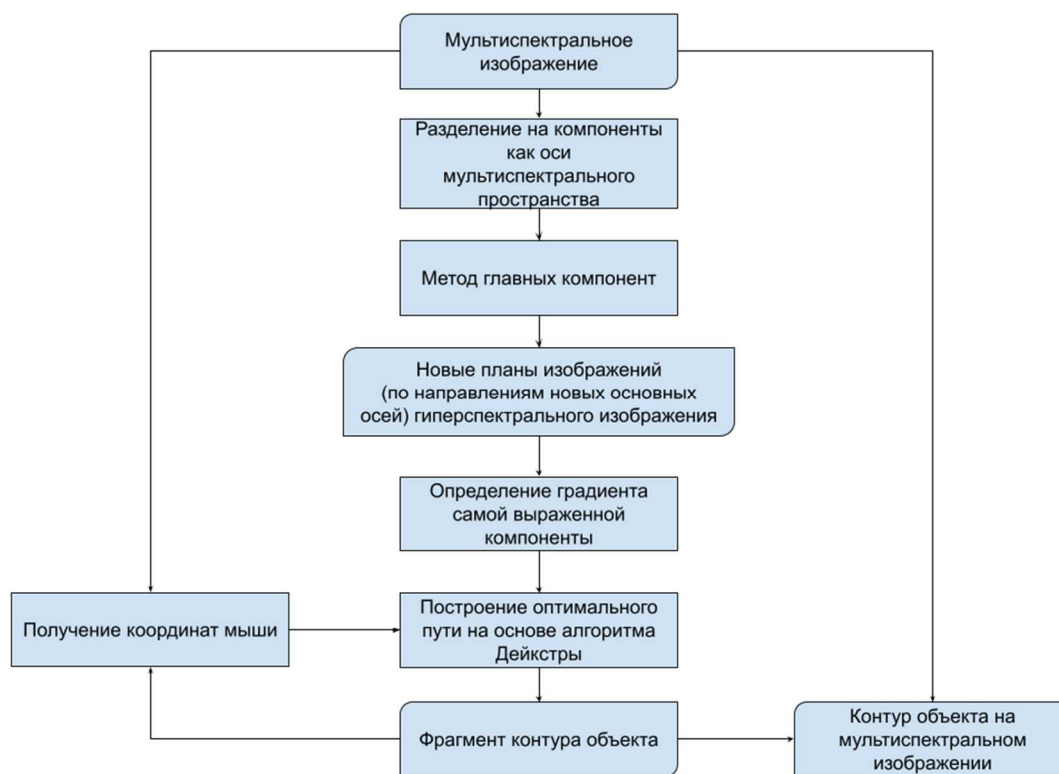 Мультиспектральное
изображение
Разделение на компоненты
как оси
мультиспектрального
пространства
Метод главных компонент
Новые планы изображений
(по направлениям новых основных
осей) гиперспектрального изображения
Определение градиента
самой выраженной
компоненты
Получение координат мыши
Построение оптимального
пути на основе алгоритма
Дейкстры
Фрагмент контура объекта
Контур объекта на
мультиспектральном
изображении